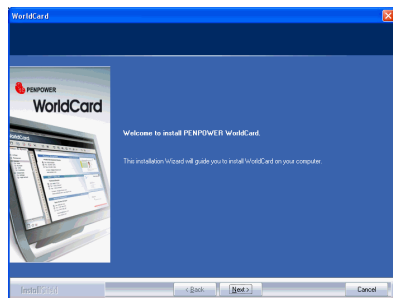 WorldCard
PENPOWER
WorldCard
Welcome to install PENPOWER WorldCard.
This installation Wizard will guide you to install WorldCard on your computer.
InstallShield
< Back
Next >
Cancel